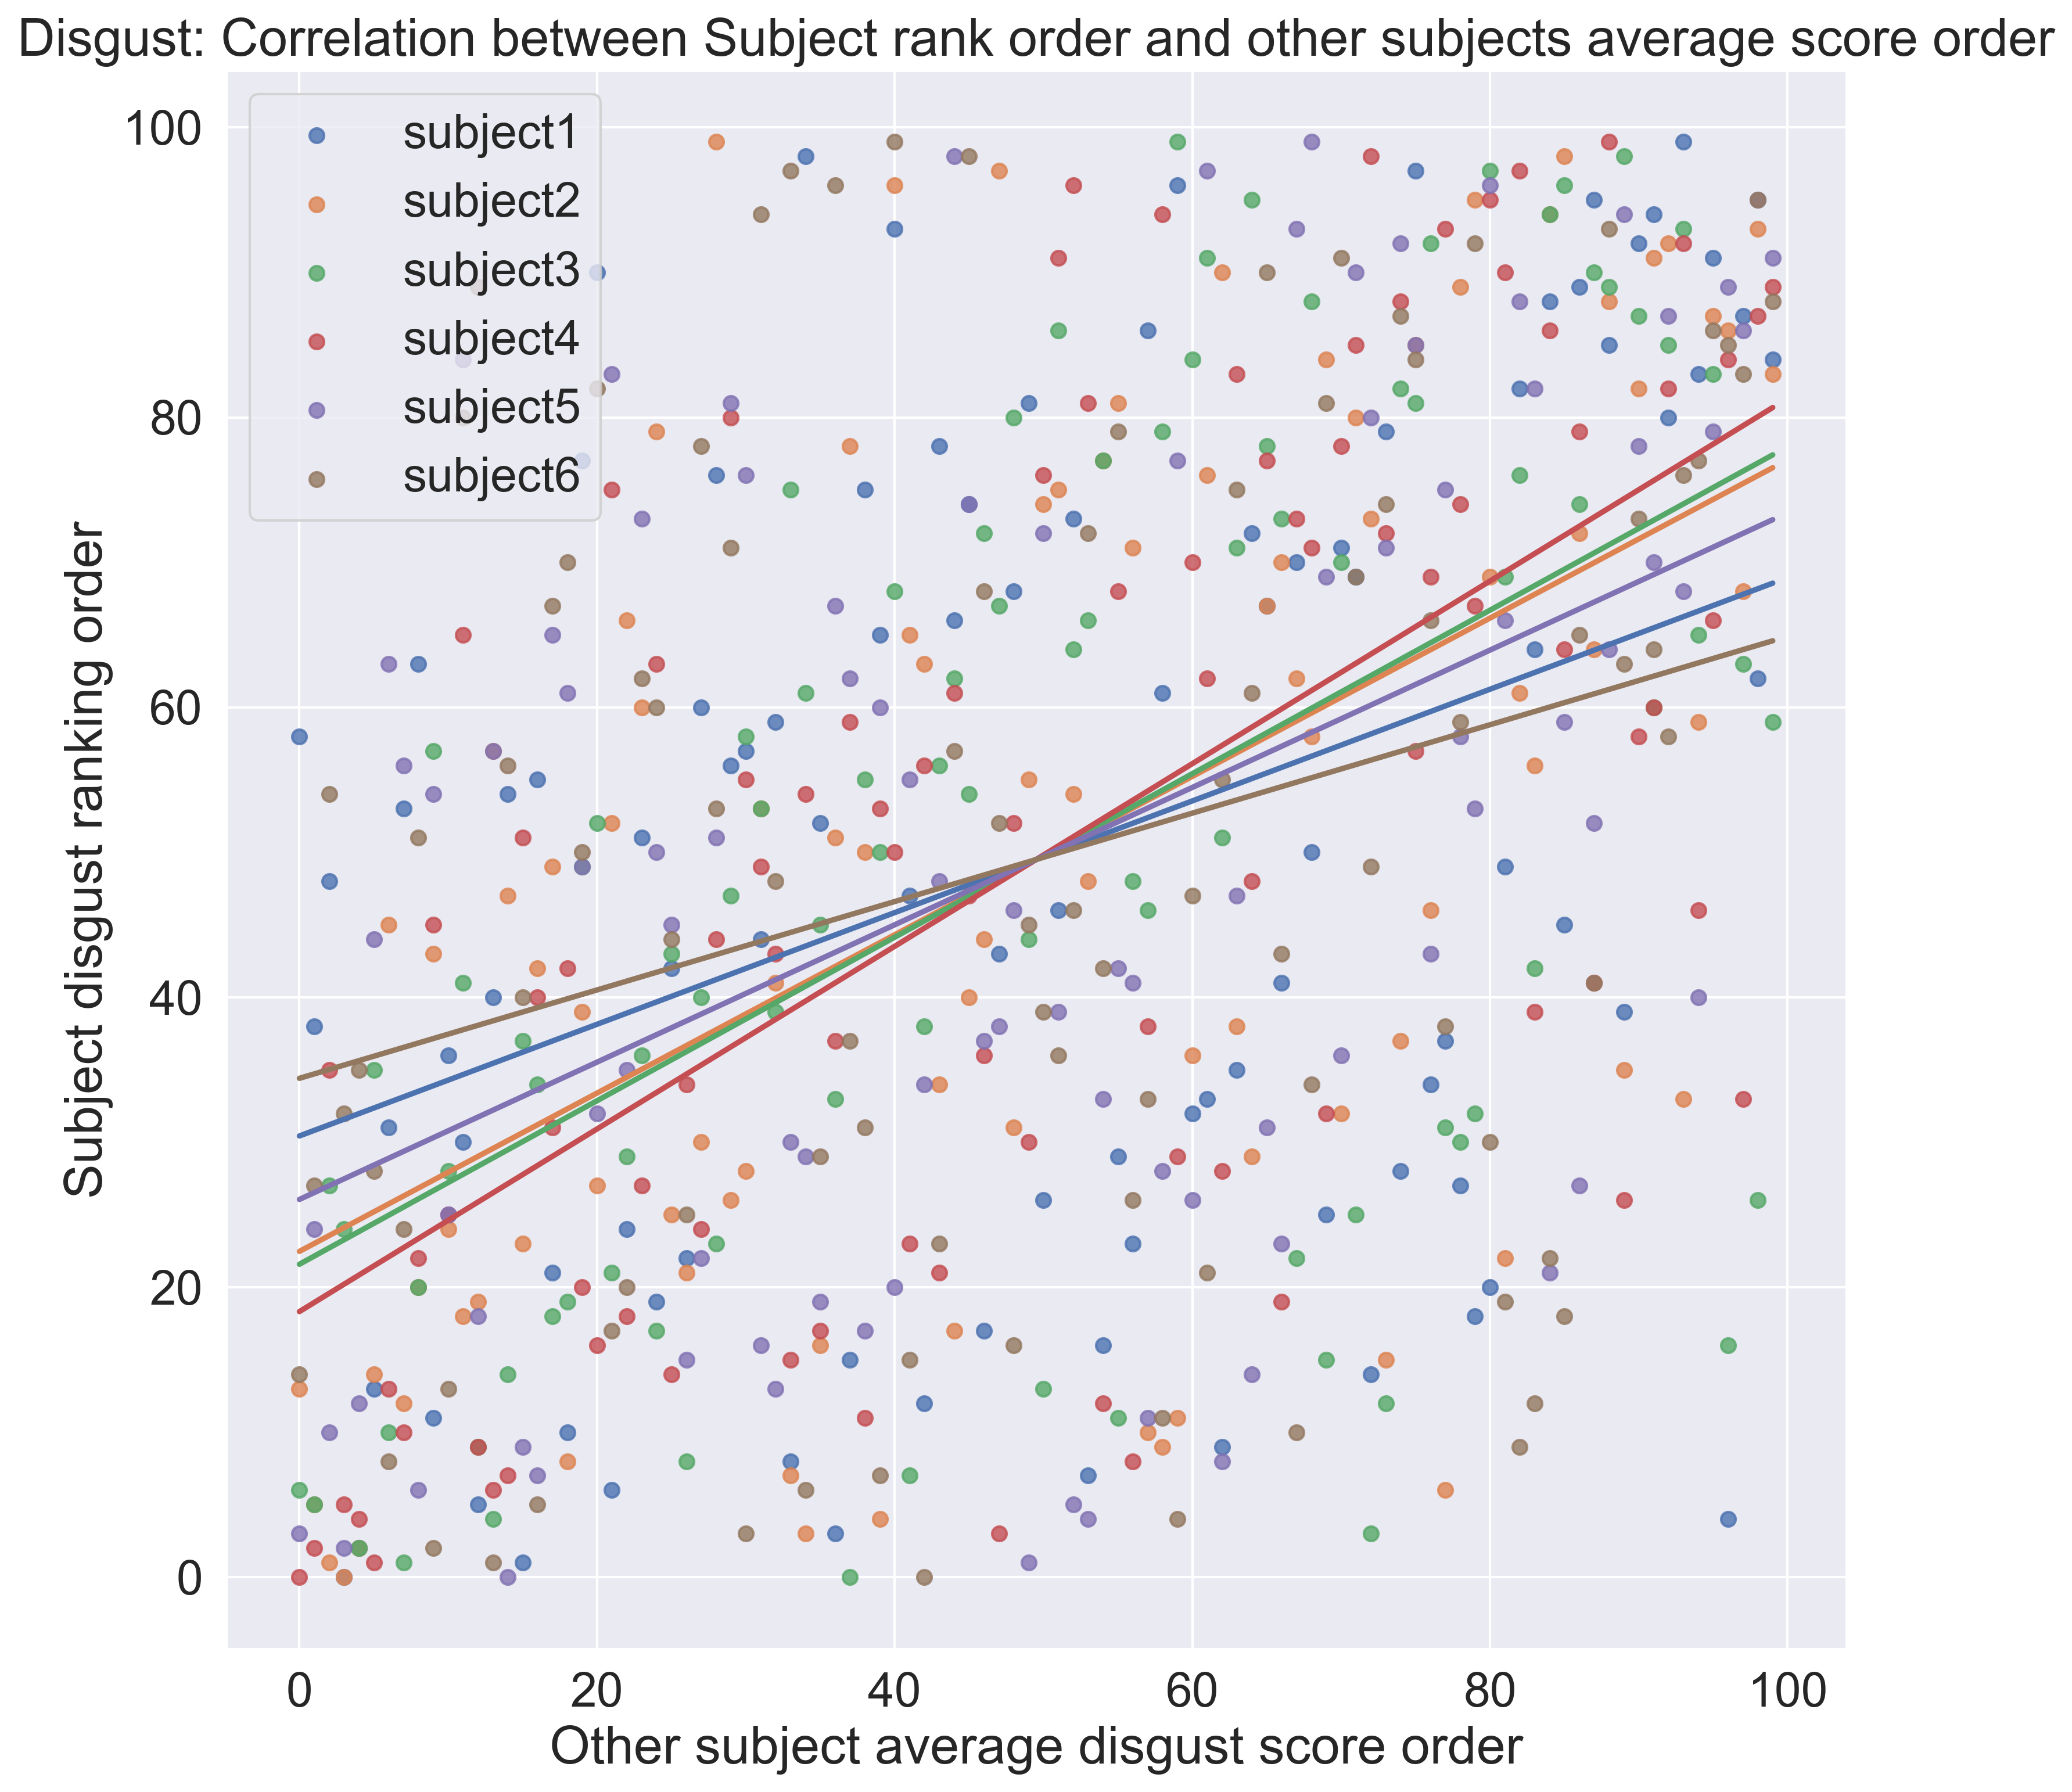 Disgust: Correlation between Subject rank order and other subjects average score order
subject1
subject2
subject3
subject4
subject5
subject6
100
80
60
40
20
0
Subject disgust ranking order
0 20 40 60 80 100
Other subject average disgust score order